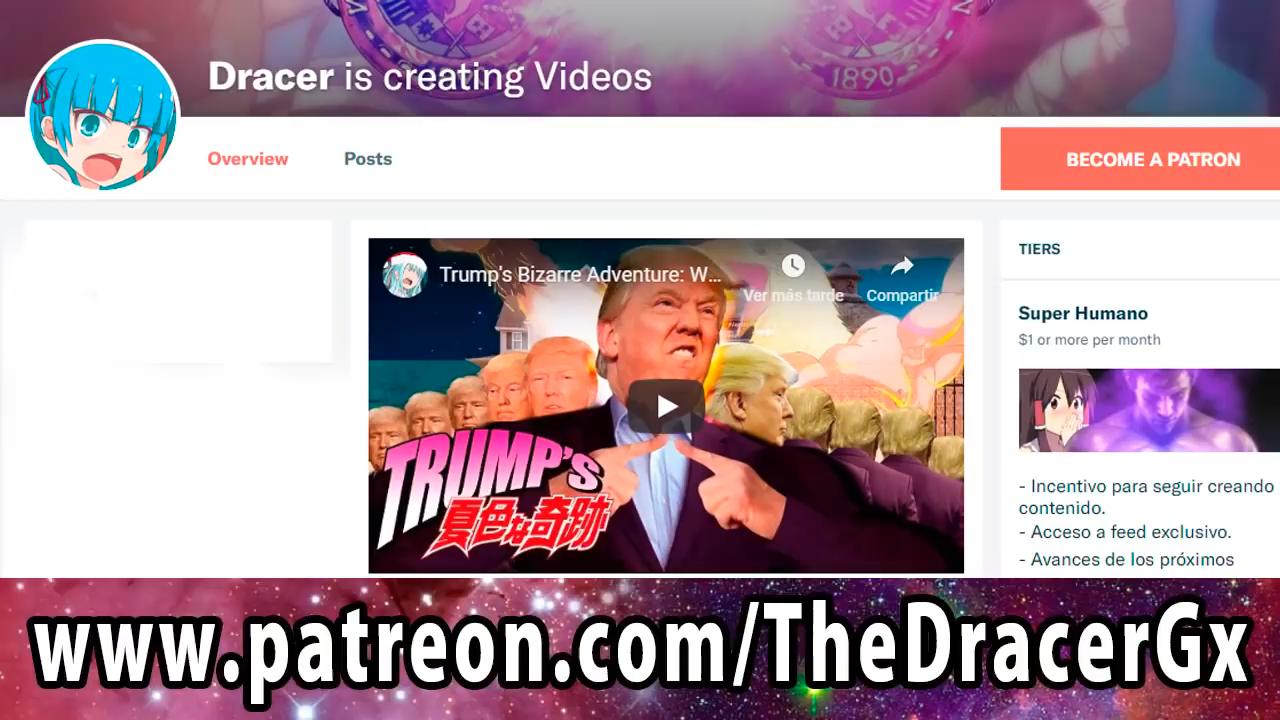 1890
Dracer is creating Videos
Overview
Posts
BECOME A PATRON
Trump's Bizarre Adventure: W...
Ver más tarde
Compartir
TRUMP'S
夏色な奇跡
TIERS
Super Humano
$1 or more per month
- Incentivo para seguir creando
contenido.
- Acceso a feed exclusivo.
- Avances de los próximos
www.patreon.com/TheDracerGx